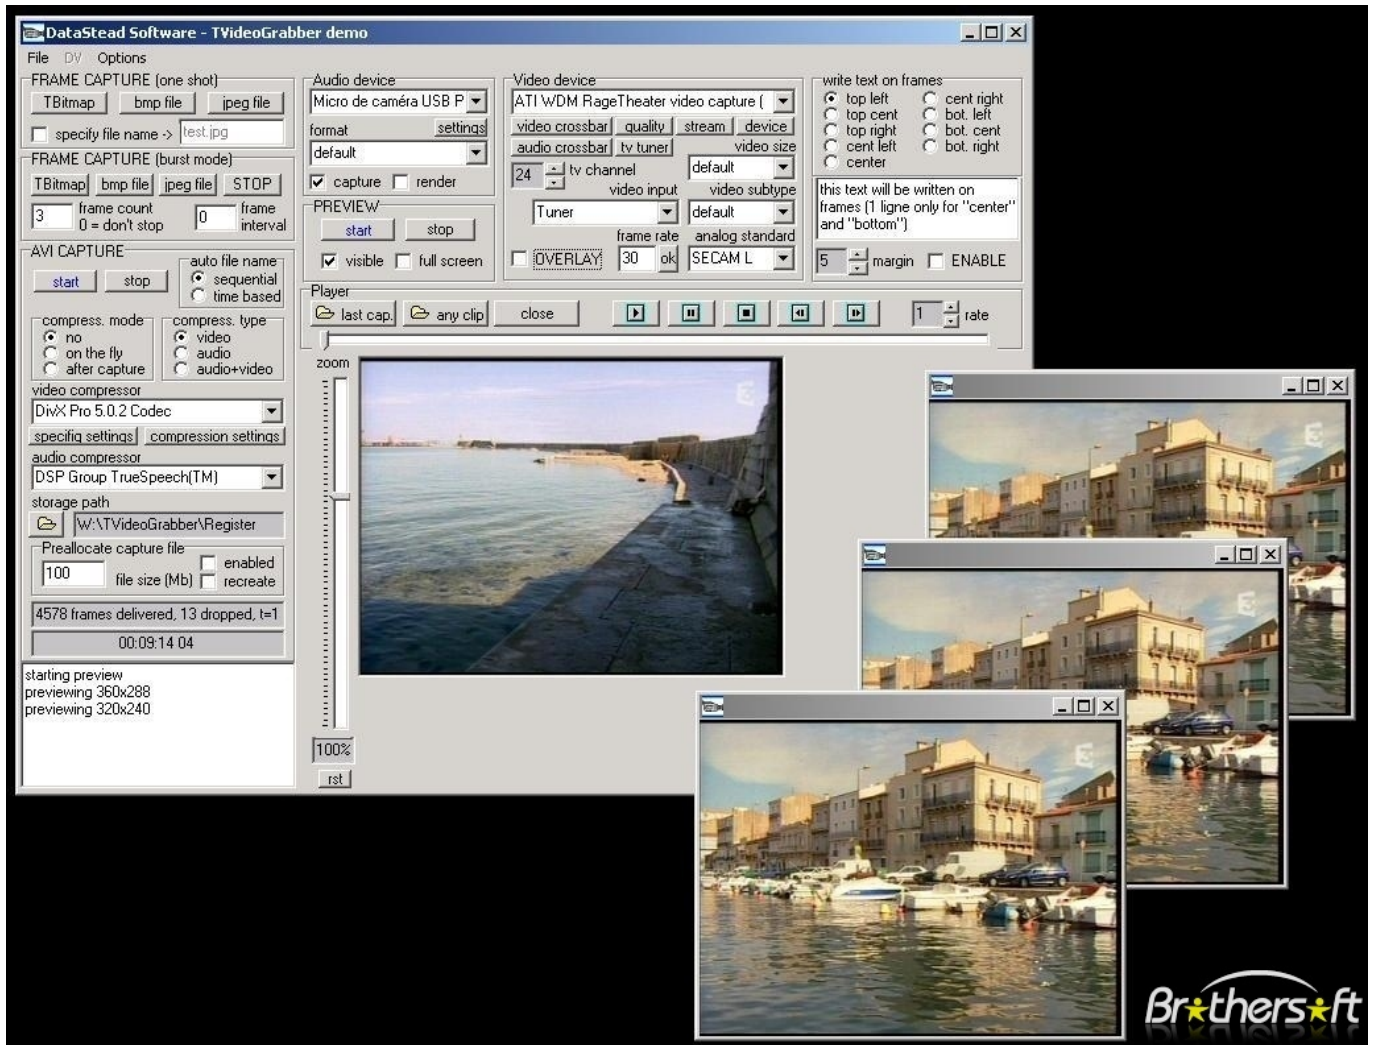 DataStead Software - TVideoGrabber demo
File DV Options
FRAME CAPTURE (one shot)
TBitmap bmp file jpeg file
specify file name -> test.jpg
FRAME CAPTURE (burst mode)
TBitmap bmp file jpeg file STOP
3 frame count 0 frame
0 = don't stop interval
AVI CAPTURE
auto file name
start stop sequential
time based
compress. mode compress. type
no video
on the fly audio
after capture audio+video
video compressor
DivX Pro 5.0.2 Codec
specifiq settings compression settings
audio compressor
DSP Group TrueSpeech(TM)
storage path
W:\TVideoGrabber\Register
Preallocate capture file
100 enabled
file size (Mb) recreate
4578 frames delivered, 13 dropped, t=1
00:09:14 04
starting preview
previewing 360x288
previewing 320x240
Audio device
Micro de caméra USB P
format settings
default
capture render
PREVIEW
start stop
visible full screen
Video device
ATI WDM RageTheater video capture (
video crossbar quality stream device
audio crossbar tv tuner video size
24 tv channel default
video input video subtype
Tuner default
frame rate analog standard
OVERLAY 30 ok SECAM L
write text on frames
top left cent right
top cent bot. left
top right bot. cent
cent left bot. right
center
this text will be written on
frames (1 ligne only for "center"
and "bottom")
5 margin ENABLE
Player
last cap. any clip close 1 rate
zoom
100%
rst
3
3
3
3
Brothersoft